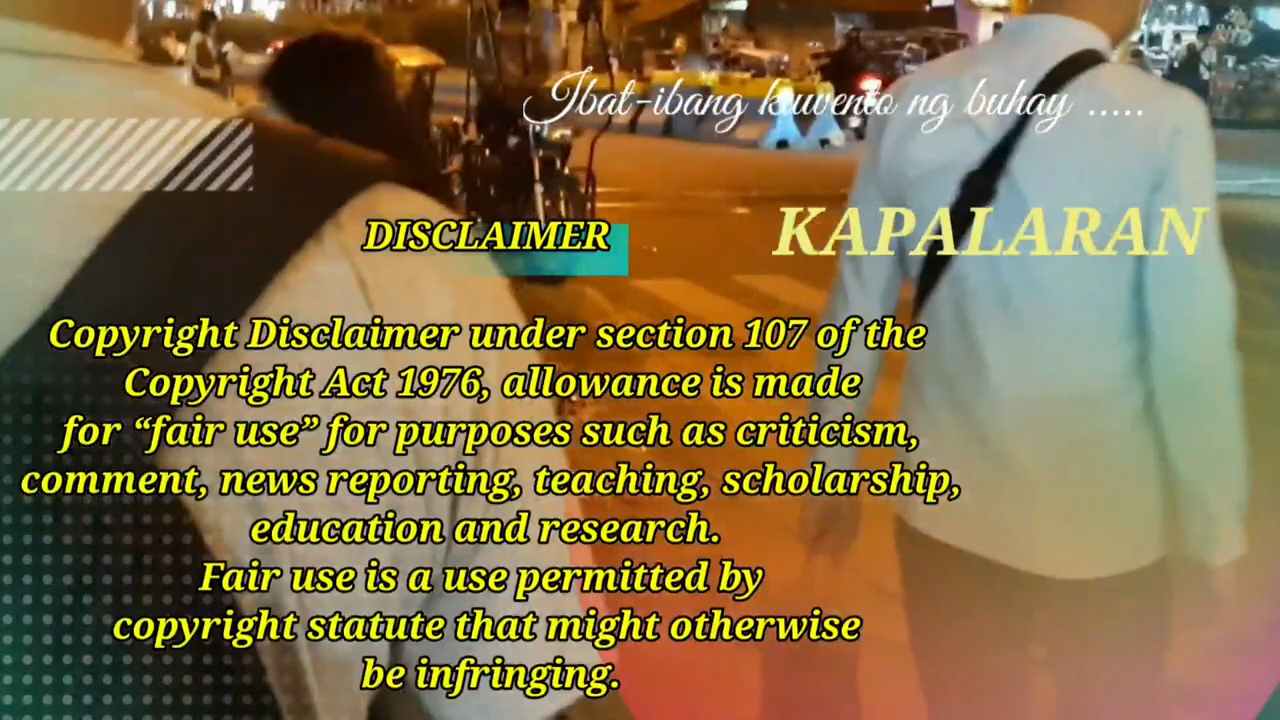 Ibat-ibang kuwento ng buhay .....
KAPALARAN
DISCLAIMER
Copyright Disclaimer under section 107 of the
Copyright Act 1976, allowance is made
for “fair use” for purposes such as criticism,
comment, news reporting, teaching, scholarship,
education and research.
Fair use is a use permitted by
copyright statute that might otherwise
be infringing.